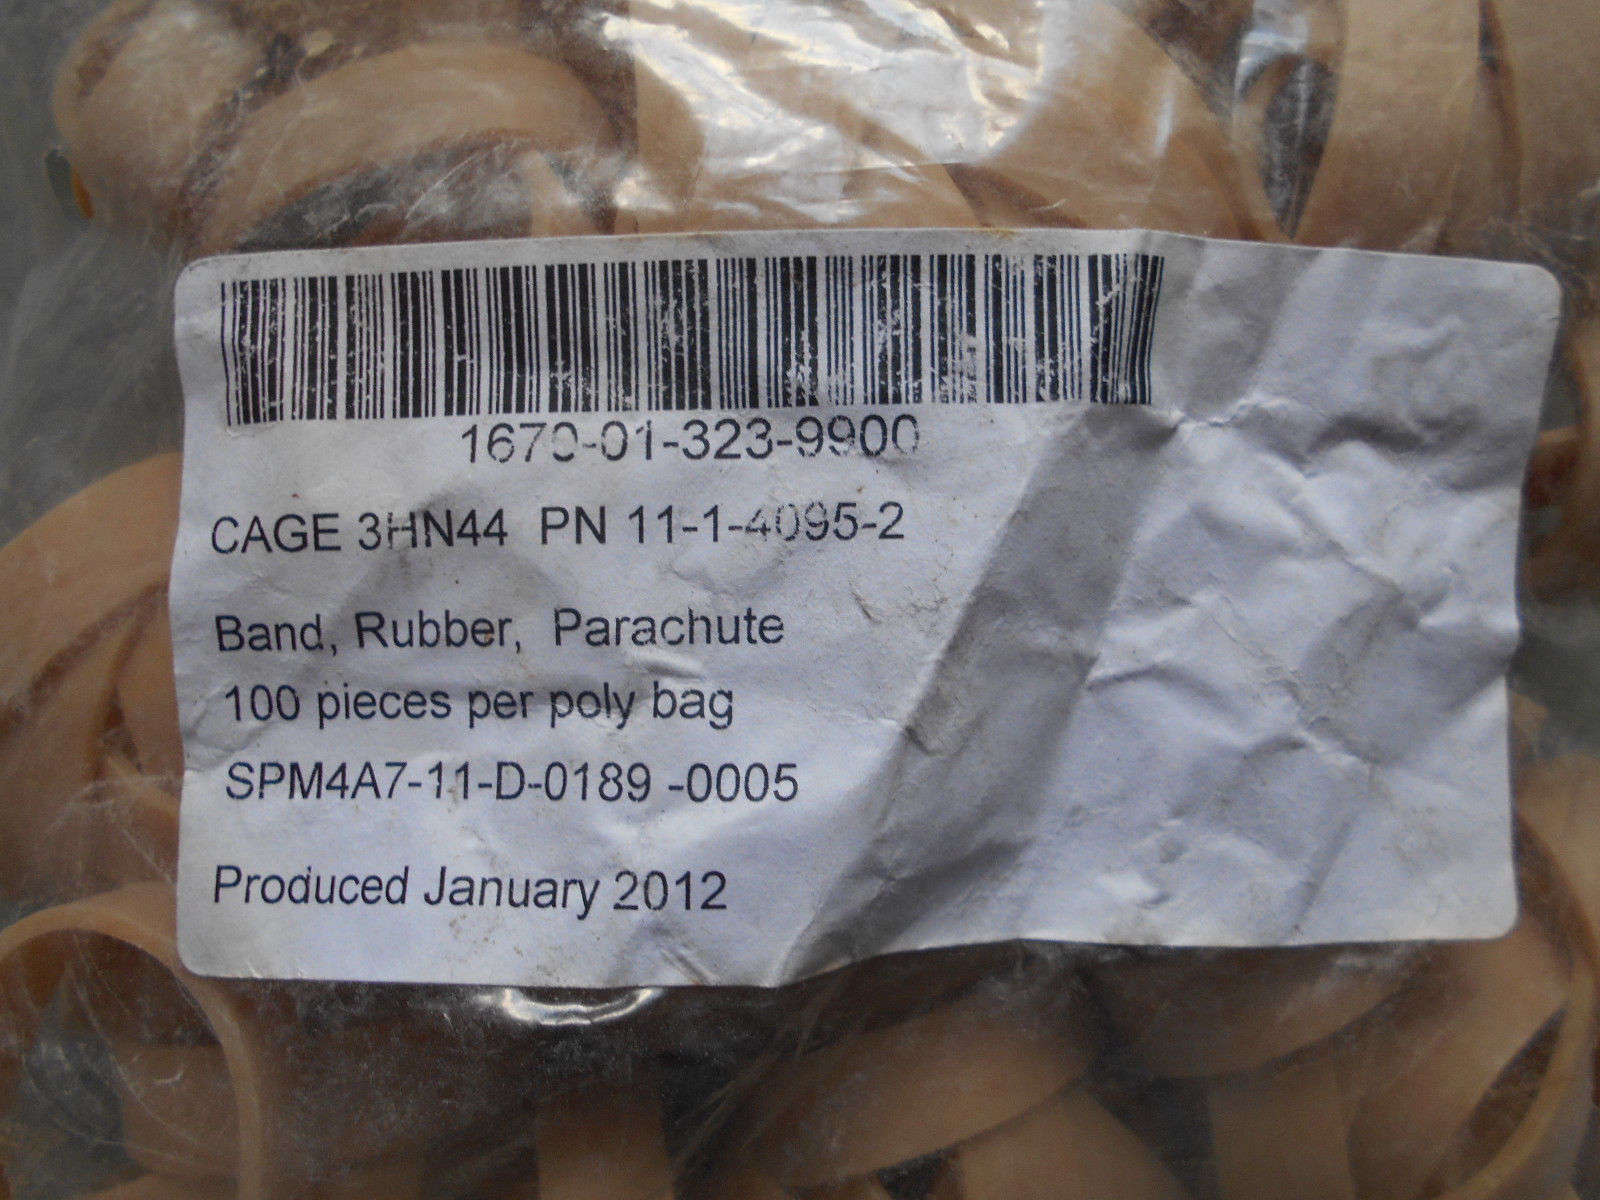 1670-01-323-9900
CAGE 3HN44 PN 11-1-4095-2
Band, Rubber, Parachute
100 pieces per poly bag
SPM4A7-11-D-0189 -0005
Produced January 2012